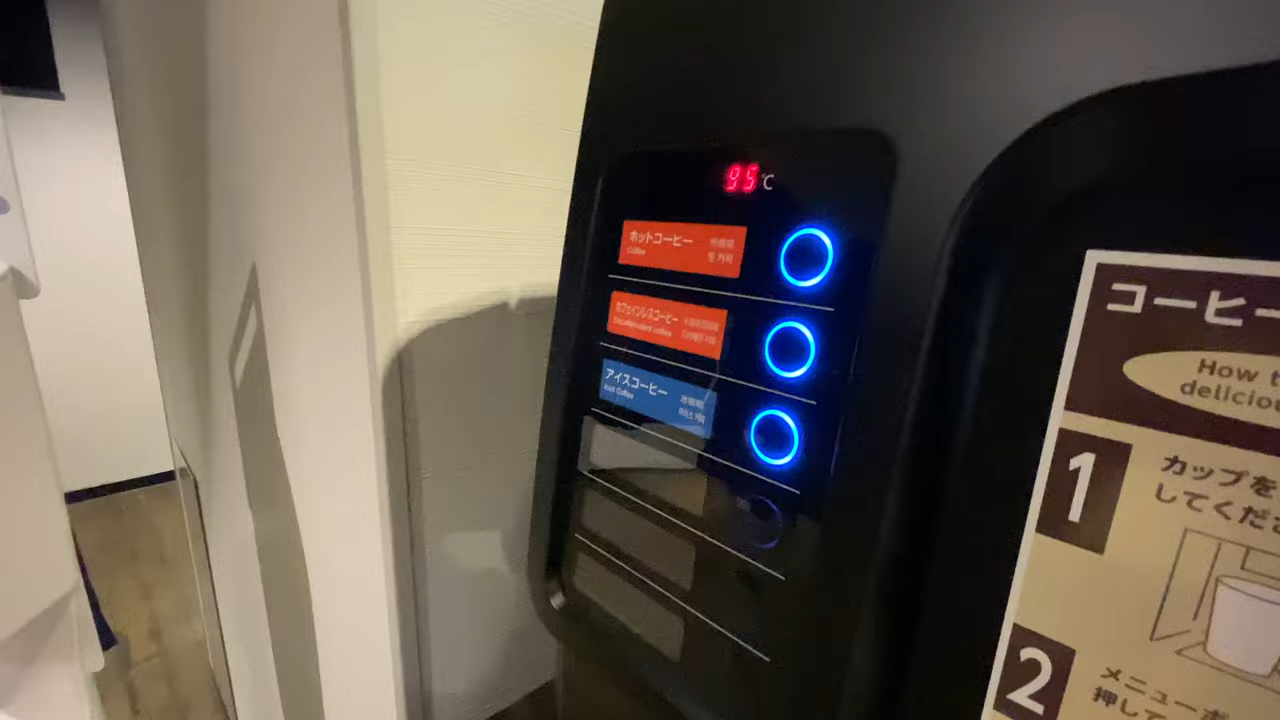 95℃
ホットコーヒー
Coffee
カフェインレスコーヒー
Decaffeinated coffee
アイスコーヒー
Iced Coffee
コーヒー
How t
deliciou
1
カップを
してくださ
2
メニューボ
押して